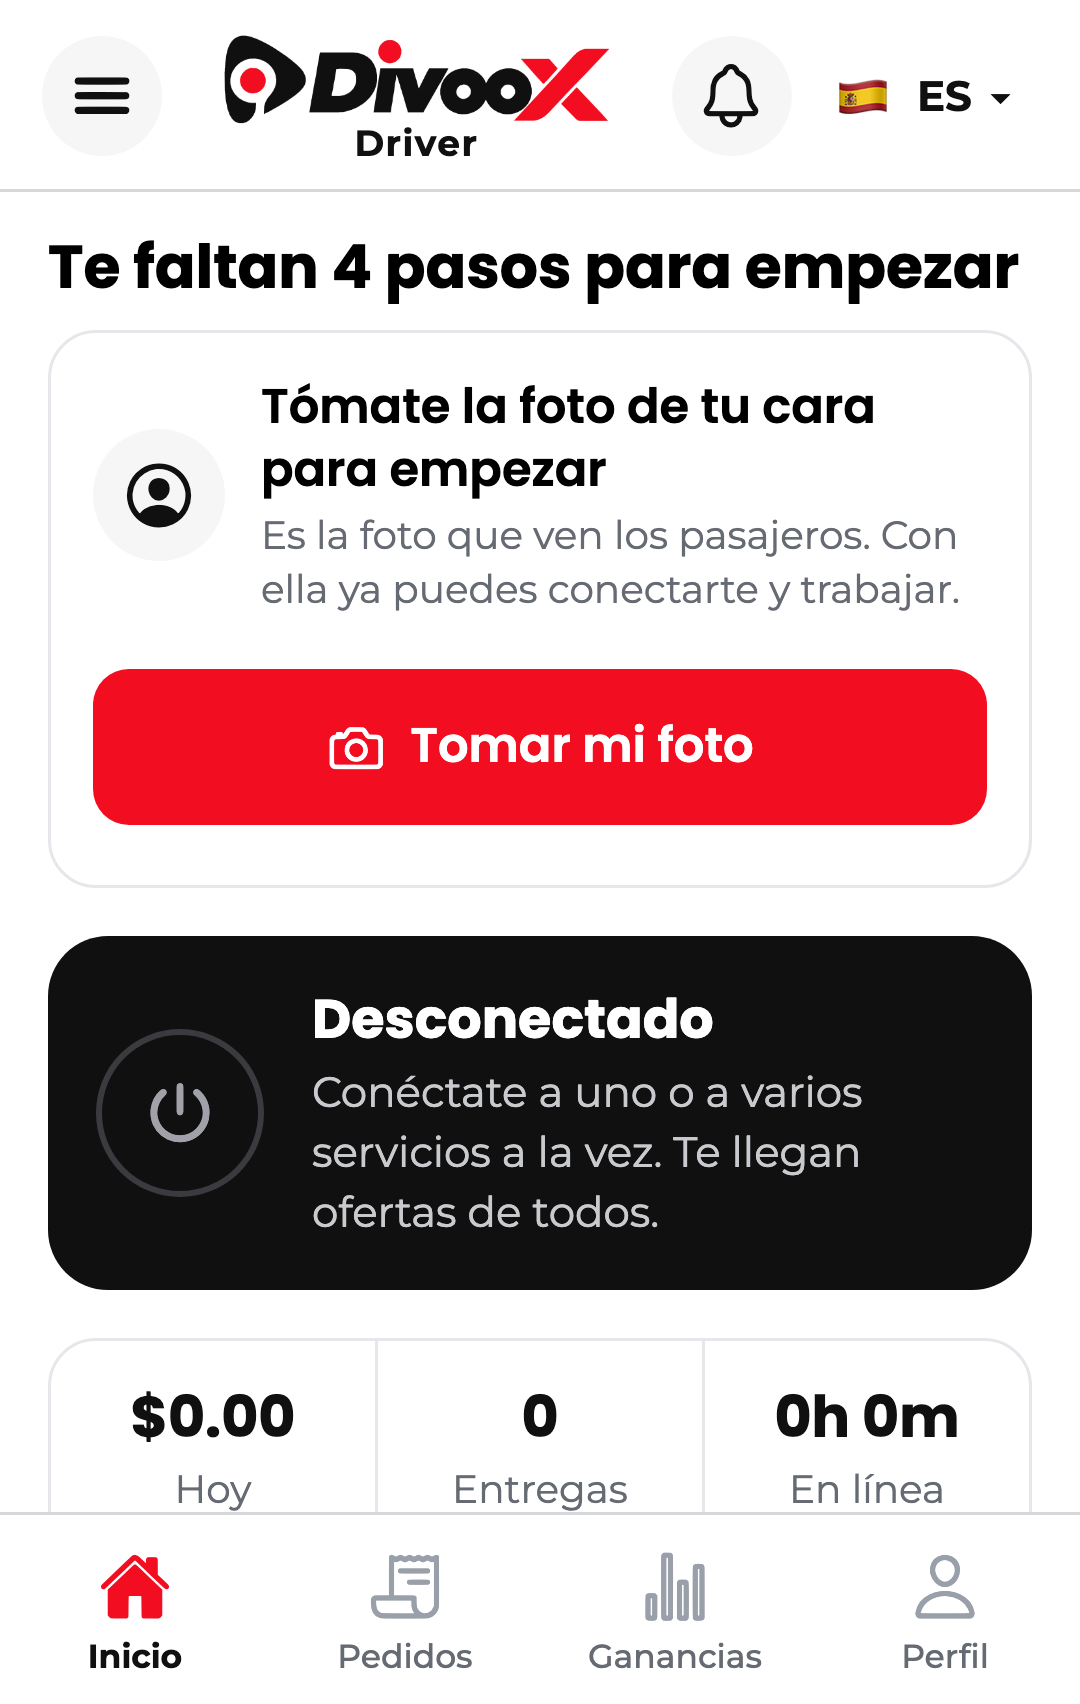 DivooX
Driver
ES
Te faltan 4 pasos para empezar
Tómate la foto de tu cara
para empezar
Es la foto que ven los pasajeros. Con
ella ya puedes conectarte y trabajar.
Tomar mi foto
Desconectado
Conéctate a uno o a varios
servicios a la vez. Te llegan
ofertas de todos.
$0.00
Hoy
0
Entregas
0h 0m
En línea
Inicio
Pedidos
Ganancias
Perfil